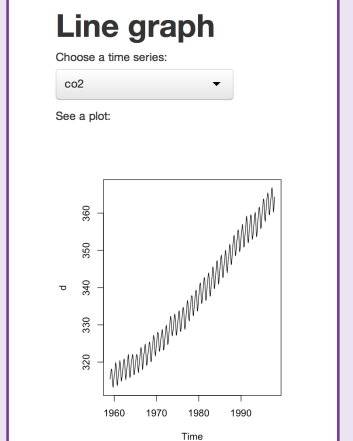 Line graph
Choose a time series:
co2
See a plot:
360
350
340
330
320
d
1960 1970 1980 1990
Time